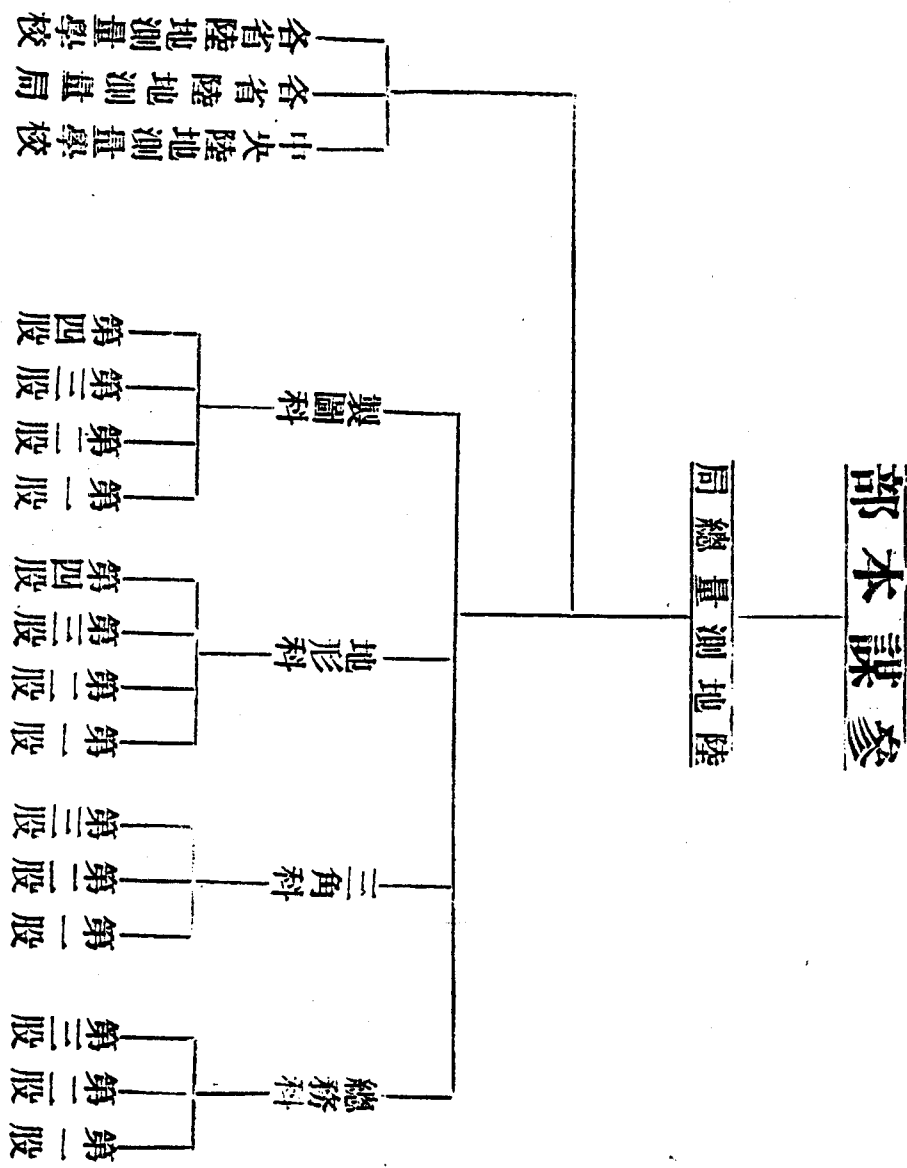 參謀本部
陸地測量總局
總務科
第一股
第二股
第三股
三角科
第一股
第二股
第三股
地形科
第一股
第二股
第三股
第四股
製圖科
第一股
第二股
第三股
第四股
中央陸地測量學校
各省陸地測量局
各省陸地測量學校